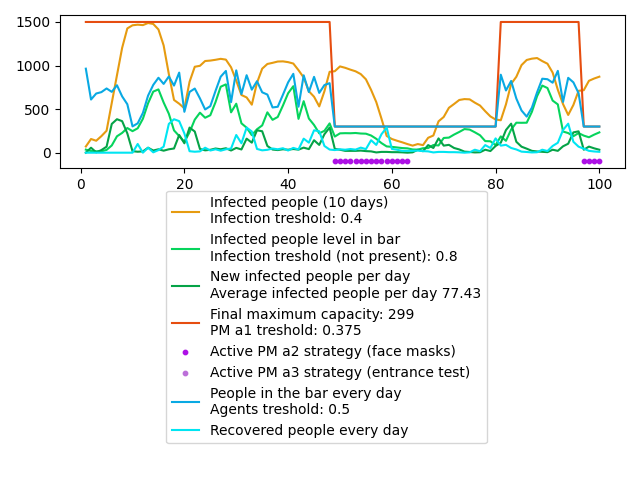 1500
1000
500
0
0
20
40
60
80
100
Infected people (10 days)
Infection treshold: 0.4
Infected people level in bar
Infection treshold (not present): 0.8
New infected people per day
Average infected people per day 77.43
Final maximum capacity: 299
PM a1 treshold: 0.375
Active PM a2 strategy (face masks)
Active PM a3 strategy (entrance test)
People in the bar every day
Agents treshold: 0.5
Recovered people every day